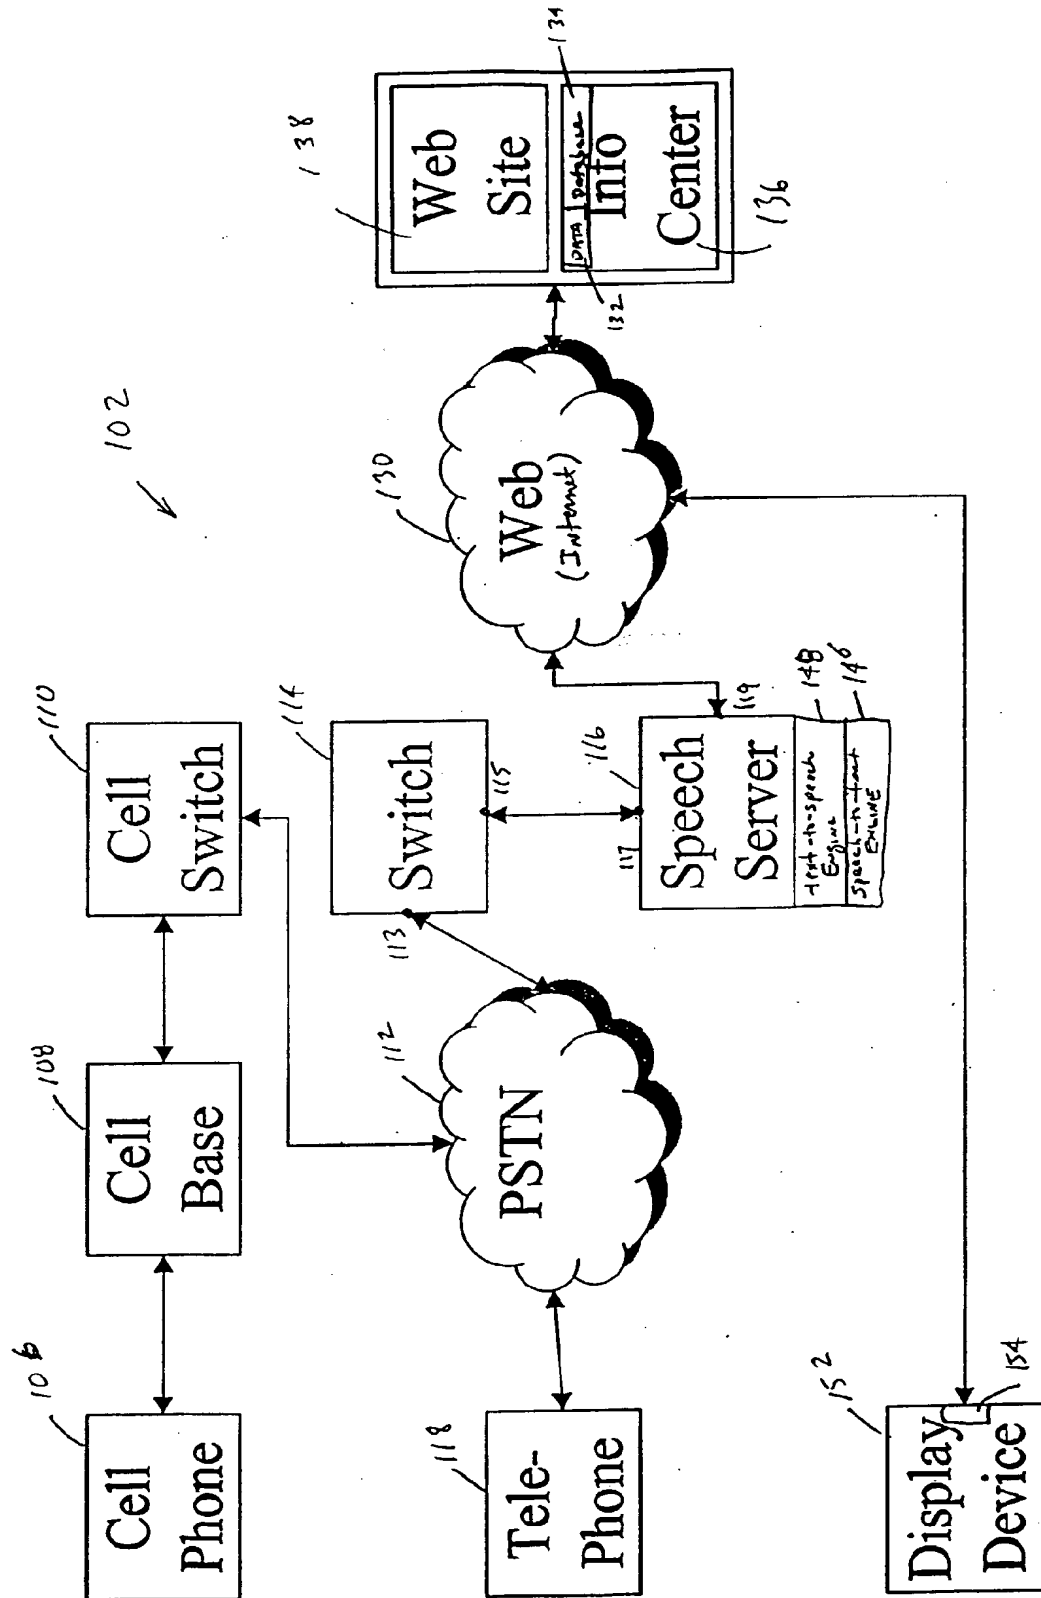 102
106
Cell
Phone
108
Cell
Base
110
Cell
Switch
118
Tele-
Phone
112
PSTN
113
114
Switch
115
116
117
Speech
Server
119
text-to-speech
Engine
148
speech-to-text
ENGINE
146
130
Web
(Internet)
138
Web
Site
132
DATA
Database
134
Info
Center
136
152
Display
Device
154